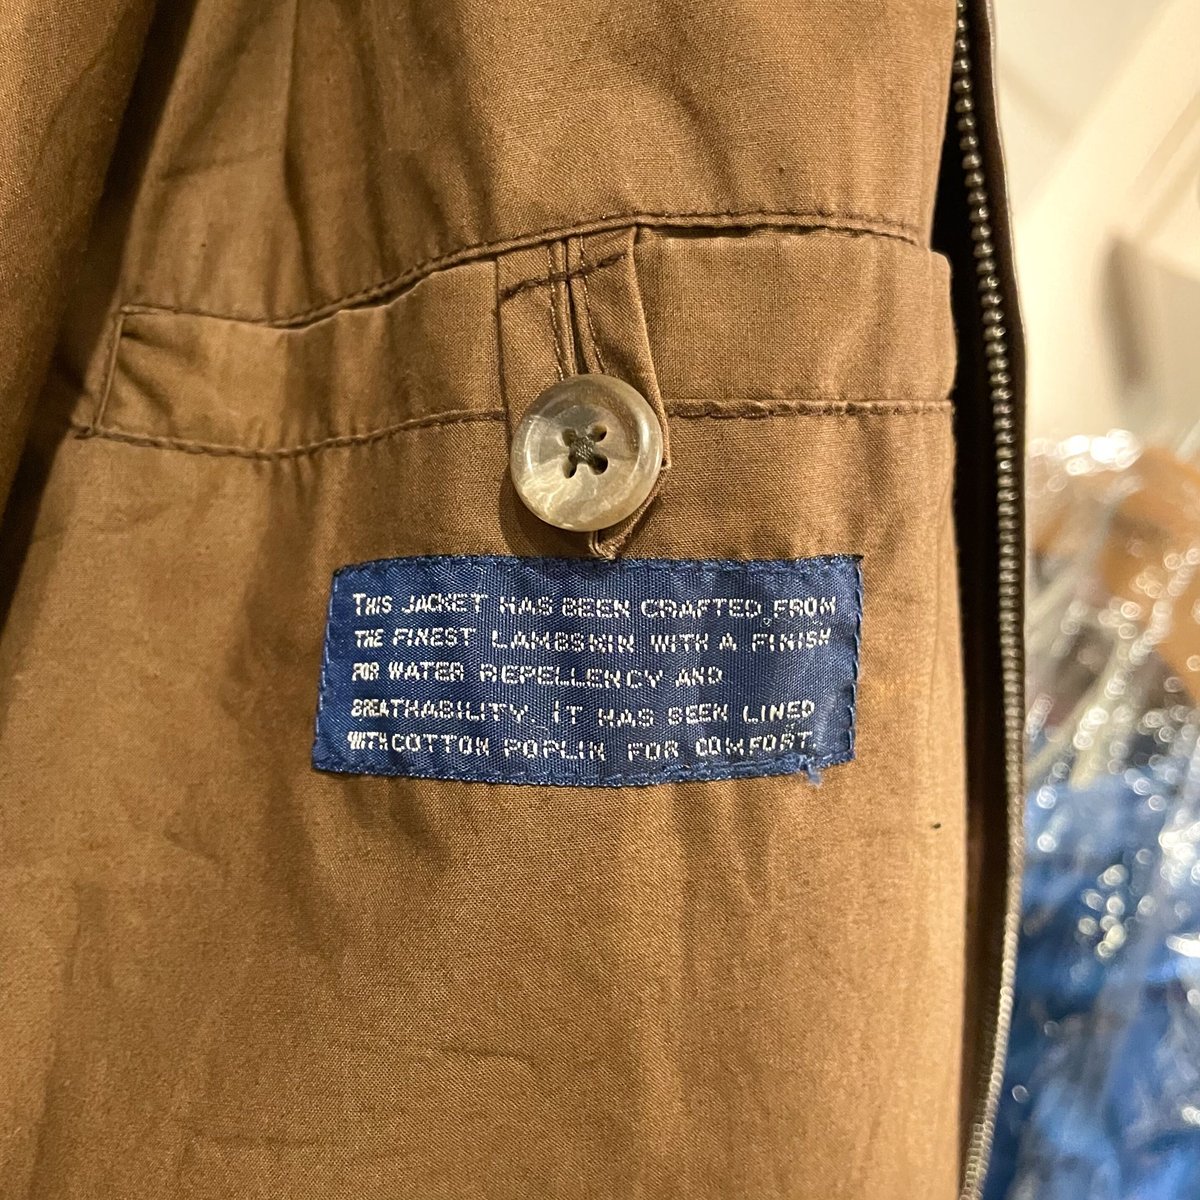 THIS JACKET HAS BEEN CRAFTED FROM
THE FINEST LAMBSKIN WITH A FINISH
FOR WATER REPELLENCY AND
BREATHABILITY. IT HAS BEEN LINED
WITH COTTON POPLIN FOR COMFORT.